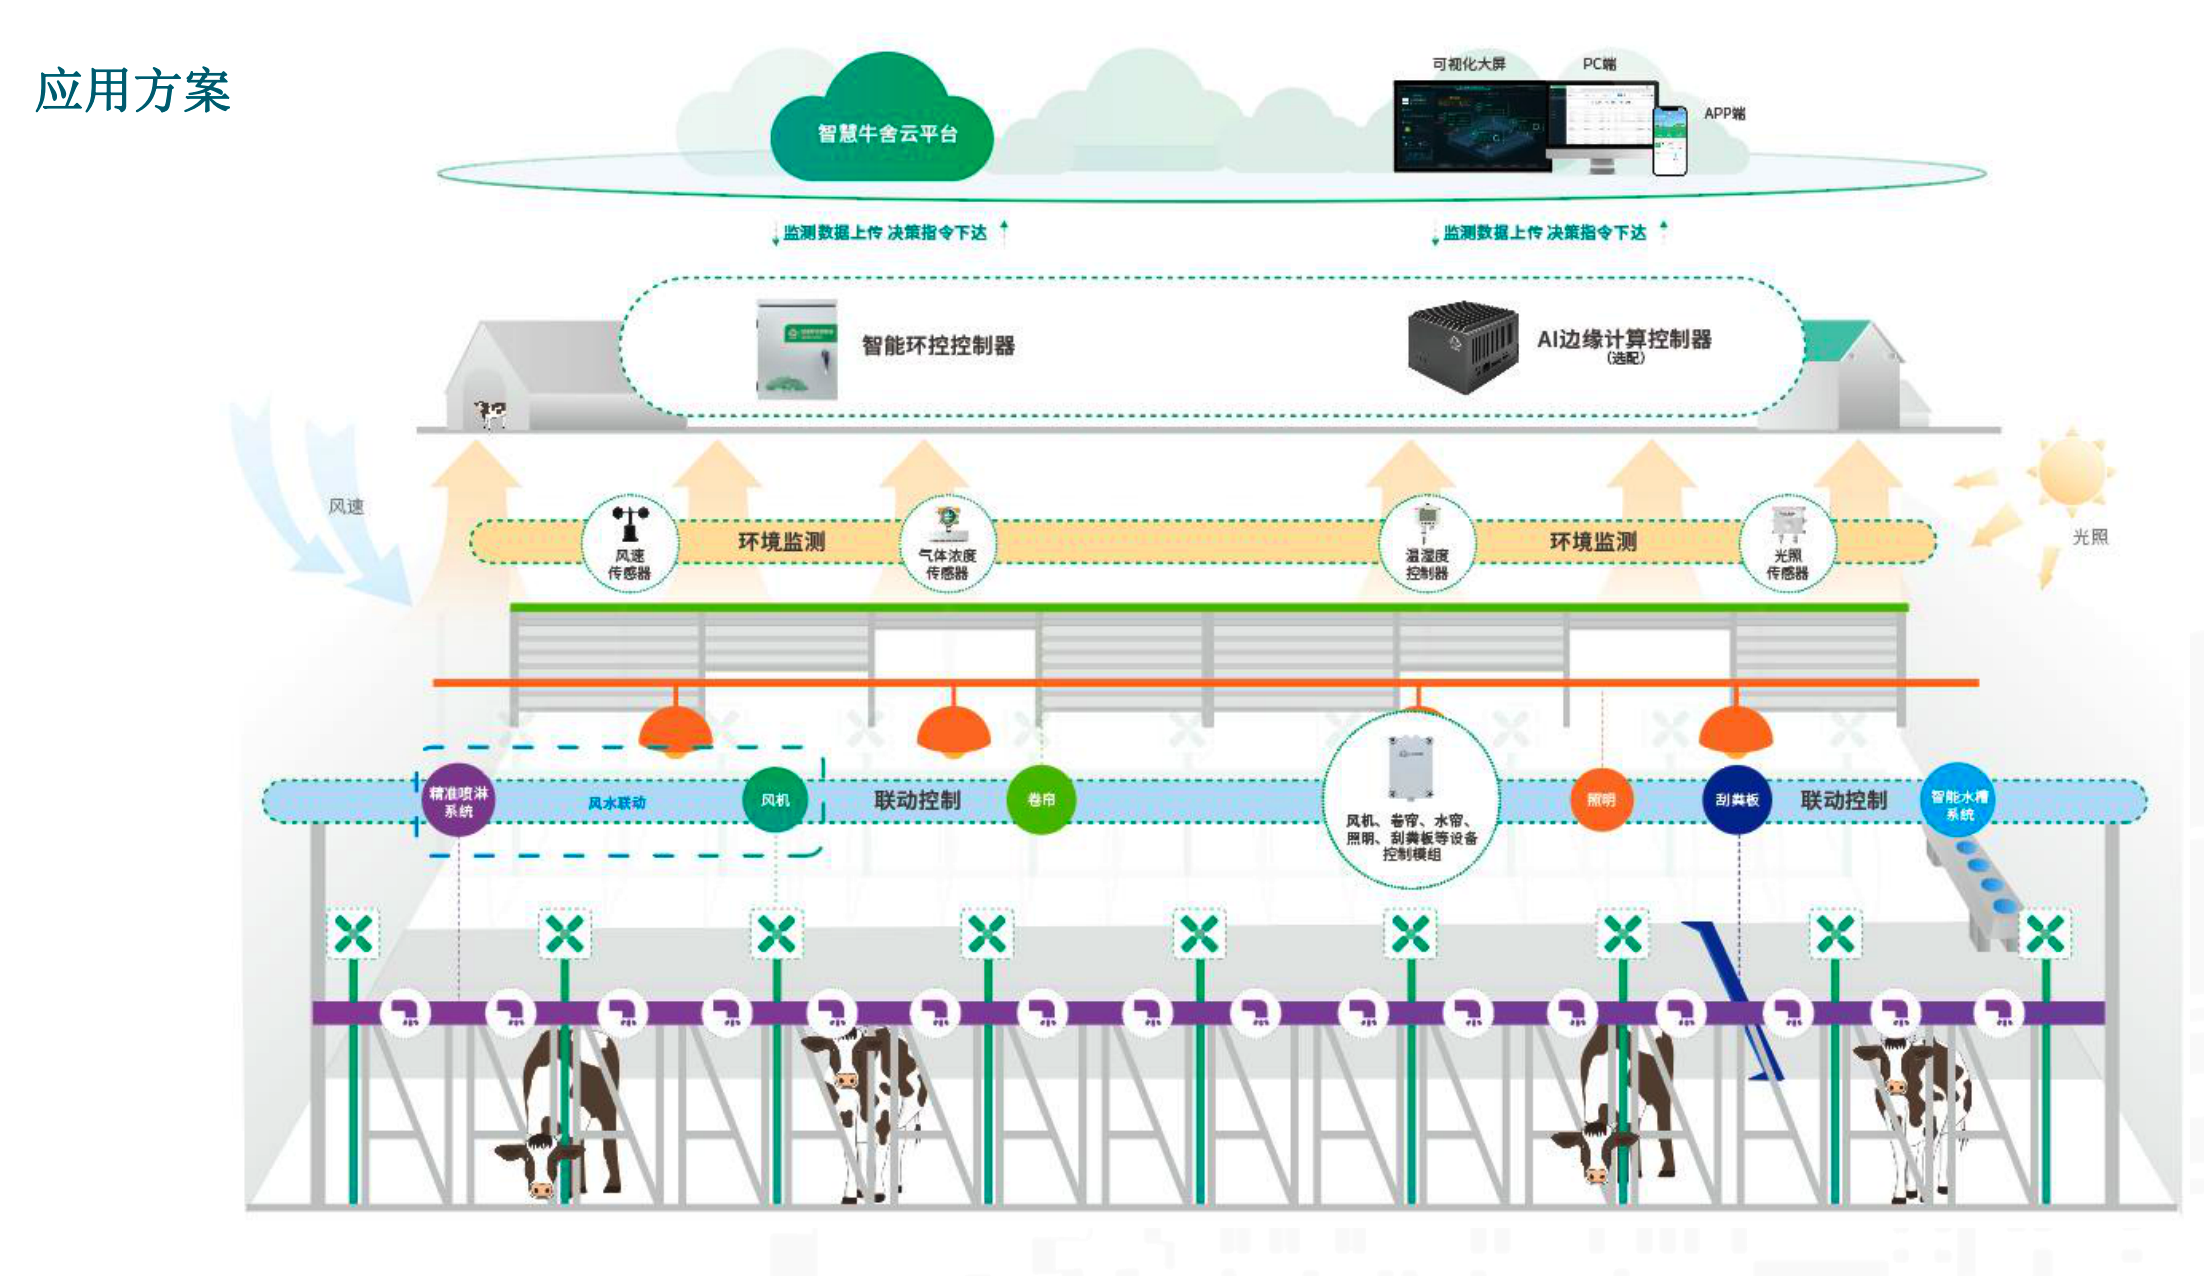 应用方案
可视化大屏
PC端
APP端
智慧牛舍云平台
监测数据上传 决策指令下达
监测数据上传 决策指令下达
智能环控控制器
AI边缘计算控制器
(选配)
风速
光照
风速
传感器
环境监测
气体浓度
传感器
温湿度
控制器
环境监测
光照
传感器
精准喷淋
系统
风水联动
风机
联动控制
卷帘
风机、卷帘、水帘、
照明、刮粪板等设备
控制模组
照明
刮粪板
联动控制
智能水槽
系统